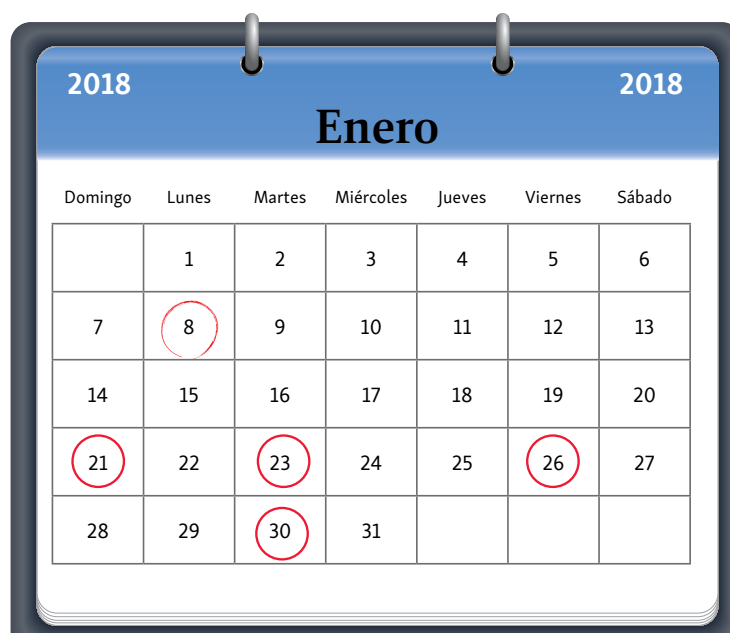 2018 2018
Enero
Domingo Lunes Martes Miércoles Jueves Viernes Sábado
1 2 3 4 5 6
7 8 9 10 11 12 13
14 15 16 17 18 19 20
21 22 23 24 25 26 27
28 29 30 31